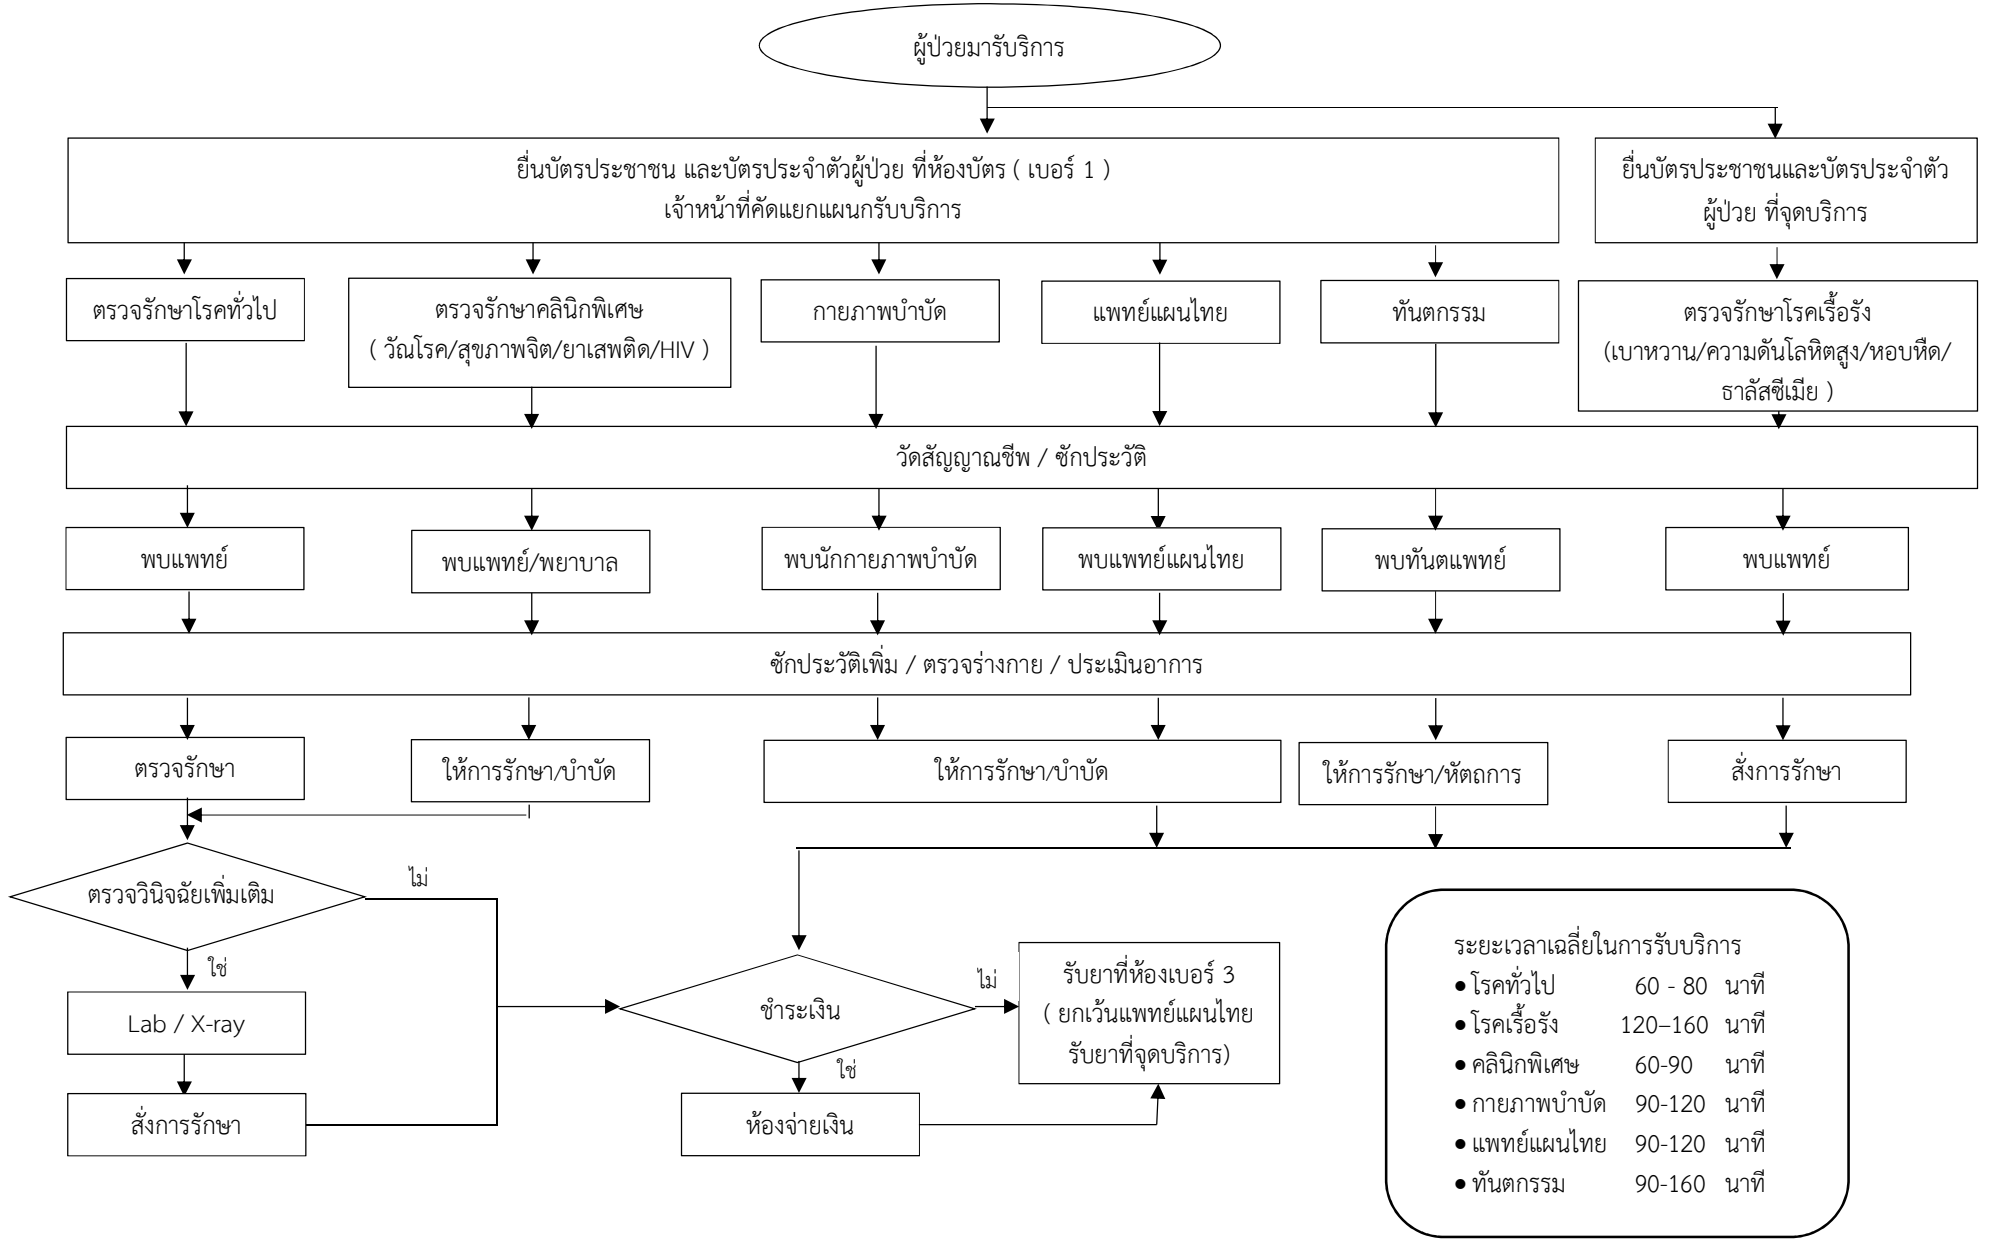 ผู้ป่วยมารับริการ
ยื่นบัตรประชาชน และบัตรประจำตัวผู้ป่วย ที่ห้องบัตร ( เบอร์ 1 )
เจ้าหน้าที่คัดแยกแผนกรับบริการ
ยื่นบัตรประชาชนและบัตรประจำตัว
ผู้ป่วย ที่จุดบริการ
ตรวจรักษาโรคทั่วไป
ตรวจรักษาคลินิกพิเศษ
( วัณโรค/สุขภาพจิต/ยาเสพติด/HIV )
กายภาพบำบัด
แพทย์แผนไทย
ทันตกรรม
ตรวจรักษาโรคเรื้อรัง
(เบาหวาน/ความดันโลหิตสูง/หอบหืด/
ธาลัสซีเมีย )
วัดสัญญาณชีพ / ซักประวัติ
พบแพทย์
พบแพทย์/พยาบาล
พบนักกายภาพบำบัด
พบแพทย์แผนไทย
พบทันตแพทย์
พบแพทย์
ซักประวัติเพิ่ม / ตรวจร่างกาย / ประเมินอาการ
ตรวจรักษา
ให้การรักษา/บำบัด
ให้การรักษา/บำบัด
ให้การรักษา/หัตถการ
สั่งการรักษา
ตรวจวินิจฉัยเพิ่มเติม
ไม่
ใช่
Lab / X-ray
สั่งการรักษา
ชำระเงิน
ไม่
ใช่
ห้องจ่ายเงิน
รับยาที่ห้องเบอร์ 3
( ยกเว้นแพทย์แผนไทย
รับยาที่จุดบริการ)
ระยะเวลาเฉลี่ยในการรับบริการ
• โรคทั่วไป 60 - 80 นาที
• โรคเรื้อรัง 120–160 นาที
• คลินิกพิเศษ 60-90 นาที
• กายภาพบำบัด 90-120 นาที
• แพทย์แผนไทย 90-120 นาที
• ทันตกรรม 90-160 นาที